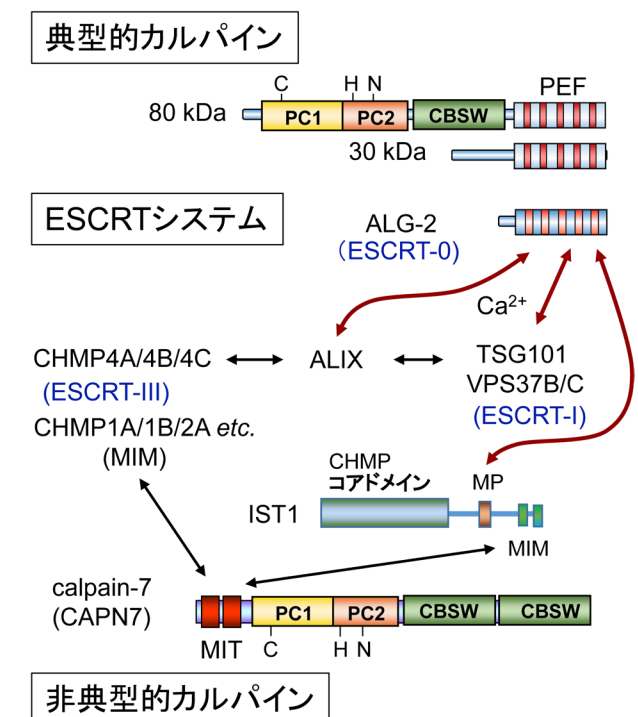 典型的カルパイン
C H N PEF
80 kDa PC1 PC2 CBSW
30 kDa
ESCRTシステム
ALG-2
(ESCRT-0)
Ca2+
CHMP4A/4B/4C ALIX TSG101
VPS37B/C
(ESCRT-III) (ESCRT-I)
CHMP1A/1B/2A etc.
(MIM)
CHMP
コアドメイン MP
IST1
MIM
calpain-7
(CAPN7) PC1 PC2 CBSW CBSW
MIT C H N
非典型的カルパイン